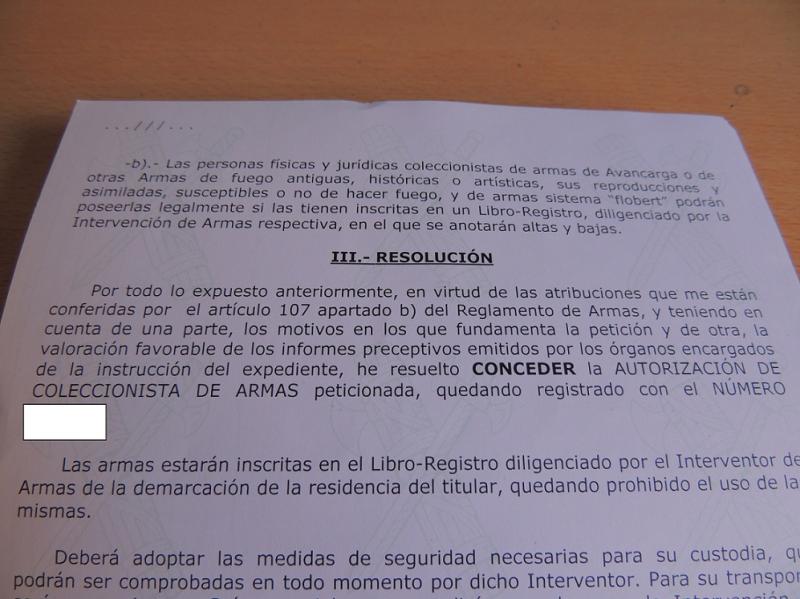 ...///...
-b).- Las personas físicas y jurídicas coleccionistas de armas de Avancarga o de
otras Armas de fuego antiguas, históricas o artísticas, sus reproducciones y
asimiladas, susceptibles o no de hacer fuego, y de armas sistema "flobert" podrán
poseerlas legalmente si las tienen inscritas en un Libro-Registro, diligenciado por la
Intervención de Armas respectiva, en el que se anotarán altas y bajas.
III.- RESOLUCIÓN
Por todo lo expuesto anteriormente, en virtud de las atribuciones que me están
conferidas por el artículo 107 apartado b) del Reglamento de Armas, y teniendo en
cuenta de una parte, los motivos en los que fundamenta la petición y de otra, la
valoración favorable de los informes preceptivos emitidos por los órganos encargados
de la instrucción del expediente, he resuelto CONCEDER la AUTORIZACIÓN DE
COLECCIONISTA DE ARMAS peticionada, quedando registrado con el NÚMERO
Las armas estarán inscritas en el Libro-Registro diligenciado por el Interventor de
Armas de la demarcación de la residencia del titular, quedando prohibido el uso de la
mismas.
Deberá adoptar las medidas de seguridad necesarias para su custodia, qu
podrán ser comprobadas en todo momento por dicho Interventor. Para su transpor